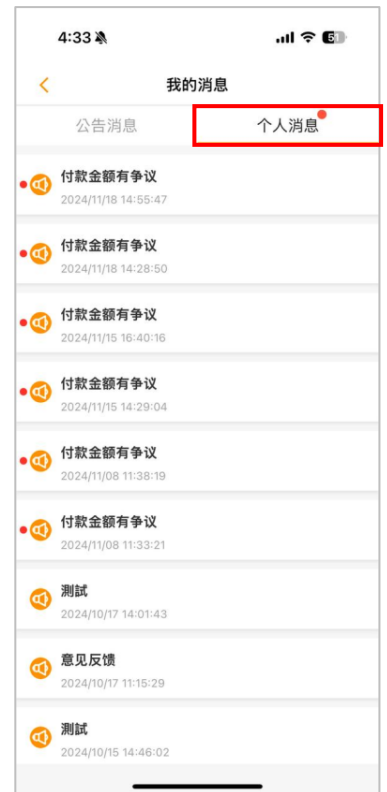 4:33
51
我的消息
公告消息
个人消息
付款金额有争议
2024/11/18 14:55:47
付款金额有争议
2024/11/18 14:28:50
付款金额有争议
2024/11/15 16:40:16
付款金额有争议
2024/11/15 14:29:04
付款金额有争议
2024/11/08 11:38:19
付款金额有争议
2024/11/08 11:33:21
测試
2024/10/17 14:01:43
意见反馈
2024/10/17 11:15:29
测試
2024/10/15 14:46:02